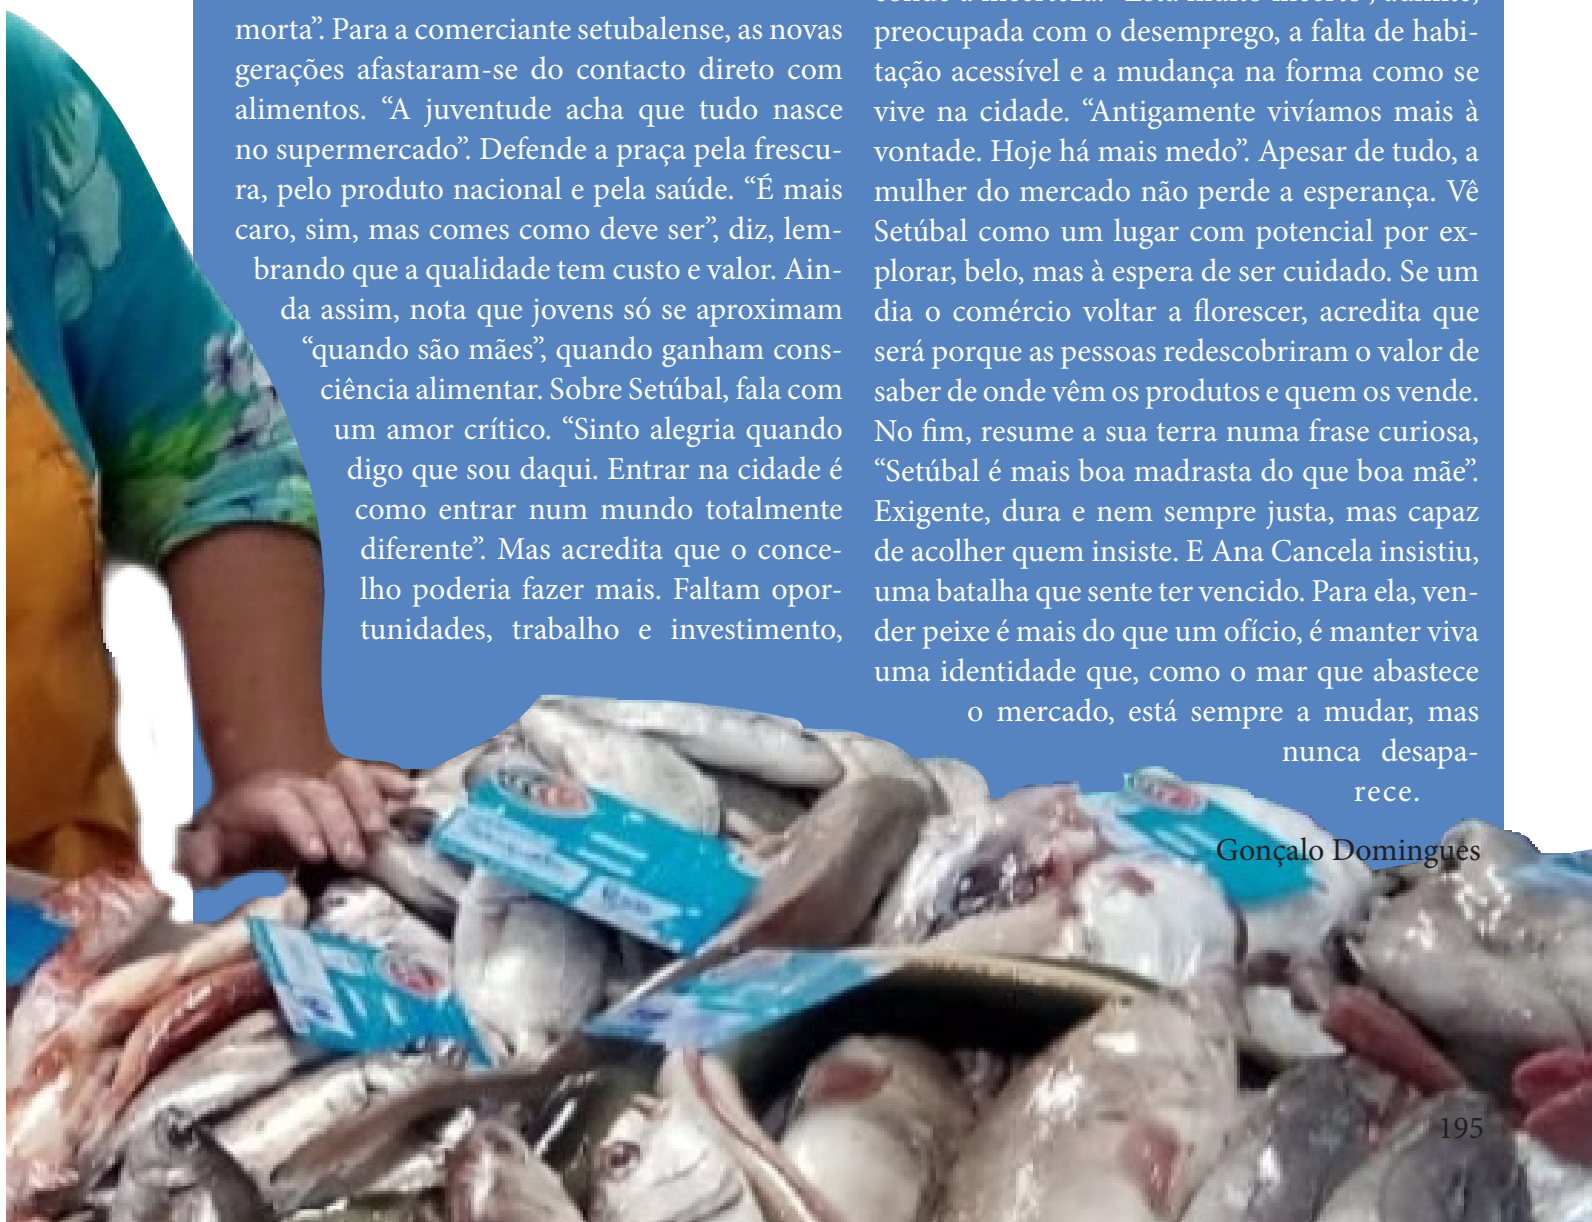 morta”. Para a comerciante setubalense, as novas
gerações afastaram-se do contacto direto com
alimentos. “A juventude acha que tudo nasce
no supermercado”. Defende a praça pela frescu-
ra, pelo produto nacional e pela saúde. “É mais
caro, sim, mas comes como deve ser”, diz, lem-
brando que a qualidade tem custo e valor. Ain-
da assim, nota que jovens só se aproximam
“quando são mães”, quando ganham cons-
ciência alimentar. Sobre Setúbal, fala com
um amor crítico. “Sinto alegria quando
digo que sou daqui. Entrar na cidade é
como entrar num mundo totalmente
diferente”. Mas acredita que o conce-
lho poderia fazer mais. Faltam opor-
tunidades, trabalho e investimento,
preocupada com o desemprego, a falta de habi-
tação acessível e a mudança na forma como se
vive na cidade. “Antigamente vivíamos mais à
vontade. Hoje há mais medo”. Apesar de tudo, a
mulher do mercado não perde a esperança. Vê
Setúbal como um lugar com potencial por ex-
plorar, belo, mas à espera de ser cuidado. Se um
dia o comércio voltar a florescer, acredita que
será porque as pessoas redescobriram o valor de
saber de onde vêm os produtos e quem os vende.
No fim, resume a sua terra numa frase curiosa,
“Setúbal é mais boa madrasta do que boa mãe”.
Exigente, dura e nem sempre justa, mas capaz
de acolher quem insiste. E Ana Cancela insistiu,
uma batalha que sente ter vencido. Para ela, ven-
der peixe é mais do que um ofício, é manter viva
uma identidade que, como o mar que abastece
o mercado, está sempre a mudar, mas
nunca desapa-
rece.
Gonçalo Domingues
195